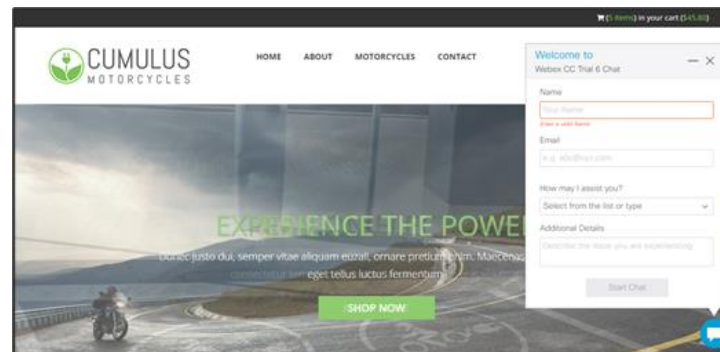 (5 items) in your cart ($45.80)
CUMULUS
MOTORCYCLES
HOME ABOUT MOTORCYCLES CONTACT
EXPERIENCE THE POWE
Donec justo dui, semper vitae aliquam euzall, ornare pretium enim. Maecenas
consectetur eget tellus luctus fermentum
SHOP NOW
Welcome to
Webex CC Trial 6 Chat
Name
Your Name
Enter a valid Name
Email
e.g. abc@xyz.com
How may I assist you?
Select from the list or type
Additional Details
Describe the issue you are experiencing
Start Chat